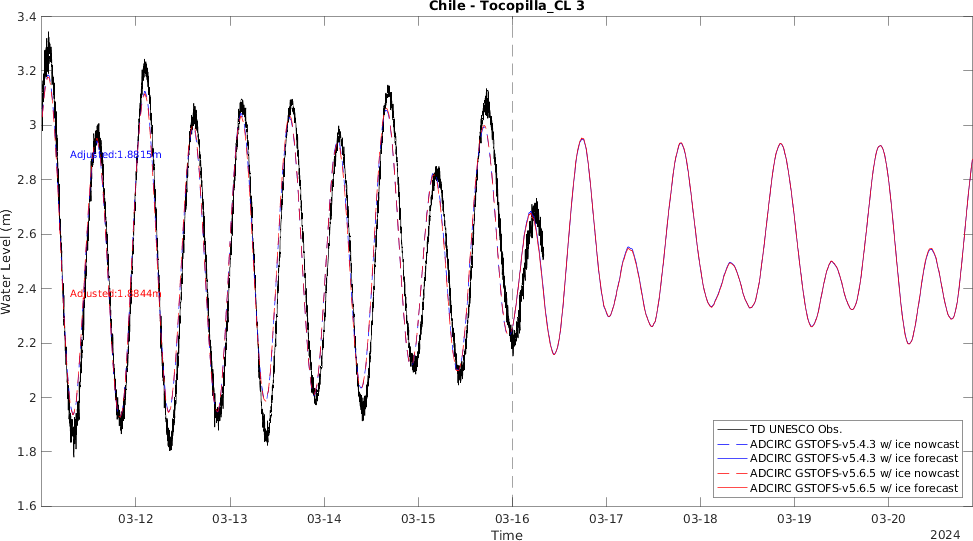 Chile - Tocopilla_CL 3
Water Level (m)
3.4
3.2
3
2.8
2.6
2.4
2.2
2
1.8
1.6
Adjusted:1.8815m
Adjusted:1.8844m
TD UNESCO Obs.
ADCIRC GSTOFS-v5.4.3 w/ ice nowcast
ADCIRC GSTOFS-v5.4.3 w/ ice forecast
ADCIRC GSTOFS-v5.6.5 w/ ice nowcast
ADCIRC GSTOFS-v5.6.5 w/ ice forecast
03-12 03-13 03-14 03-15 03-16 03-17 03-18 03-19 03-20
Time
2024